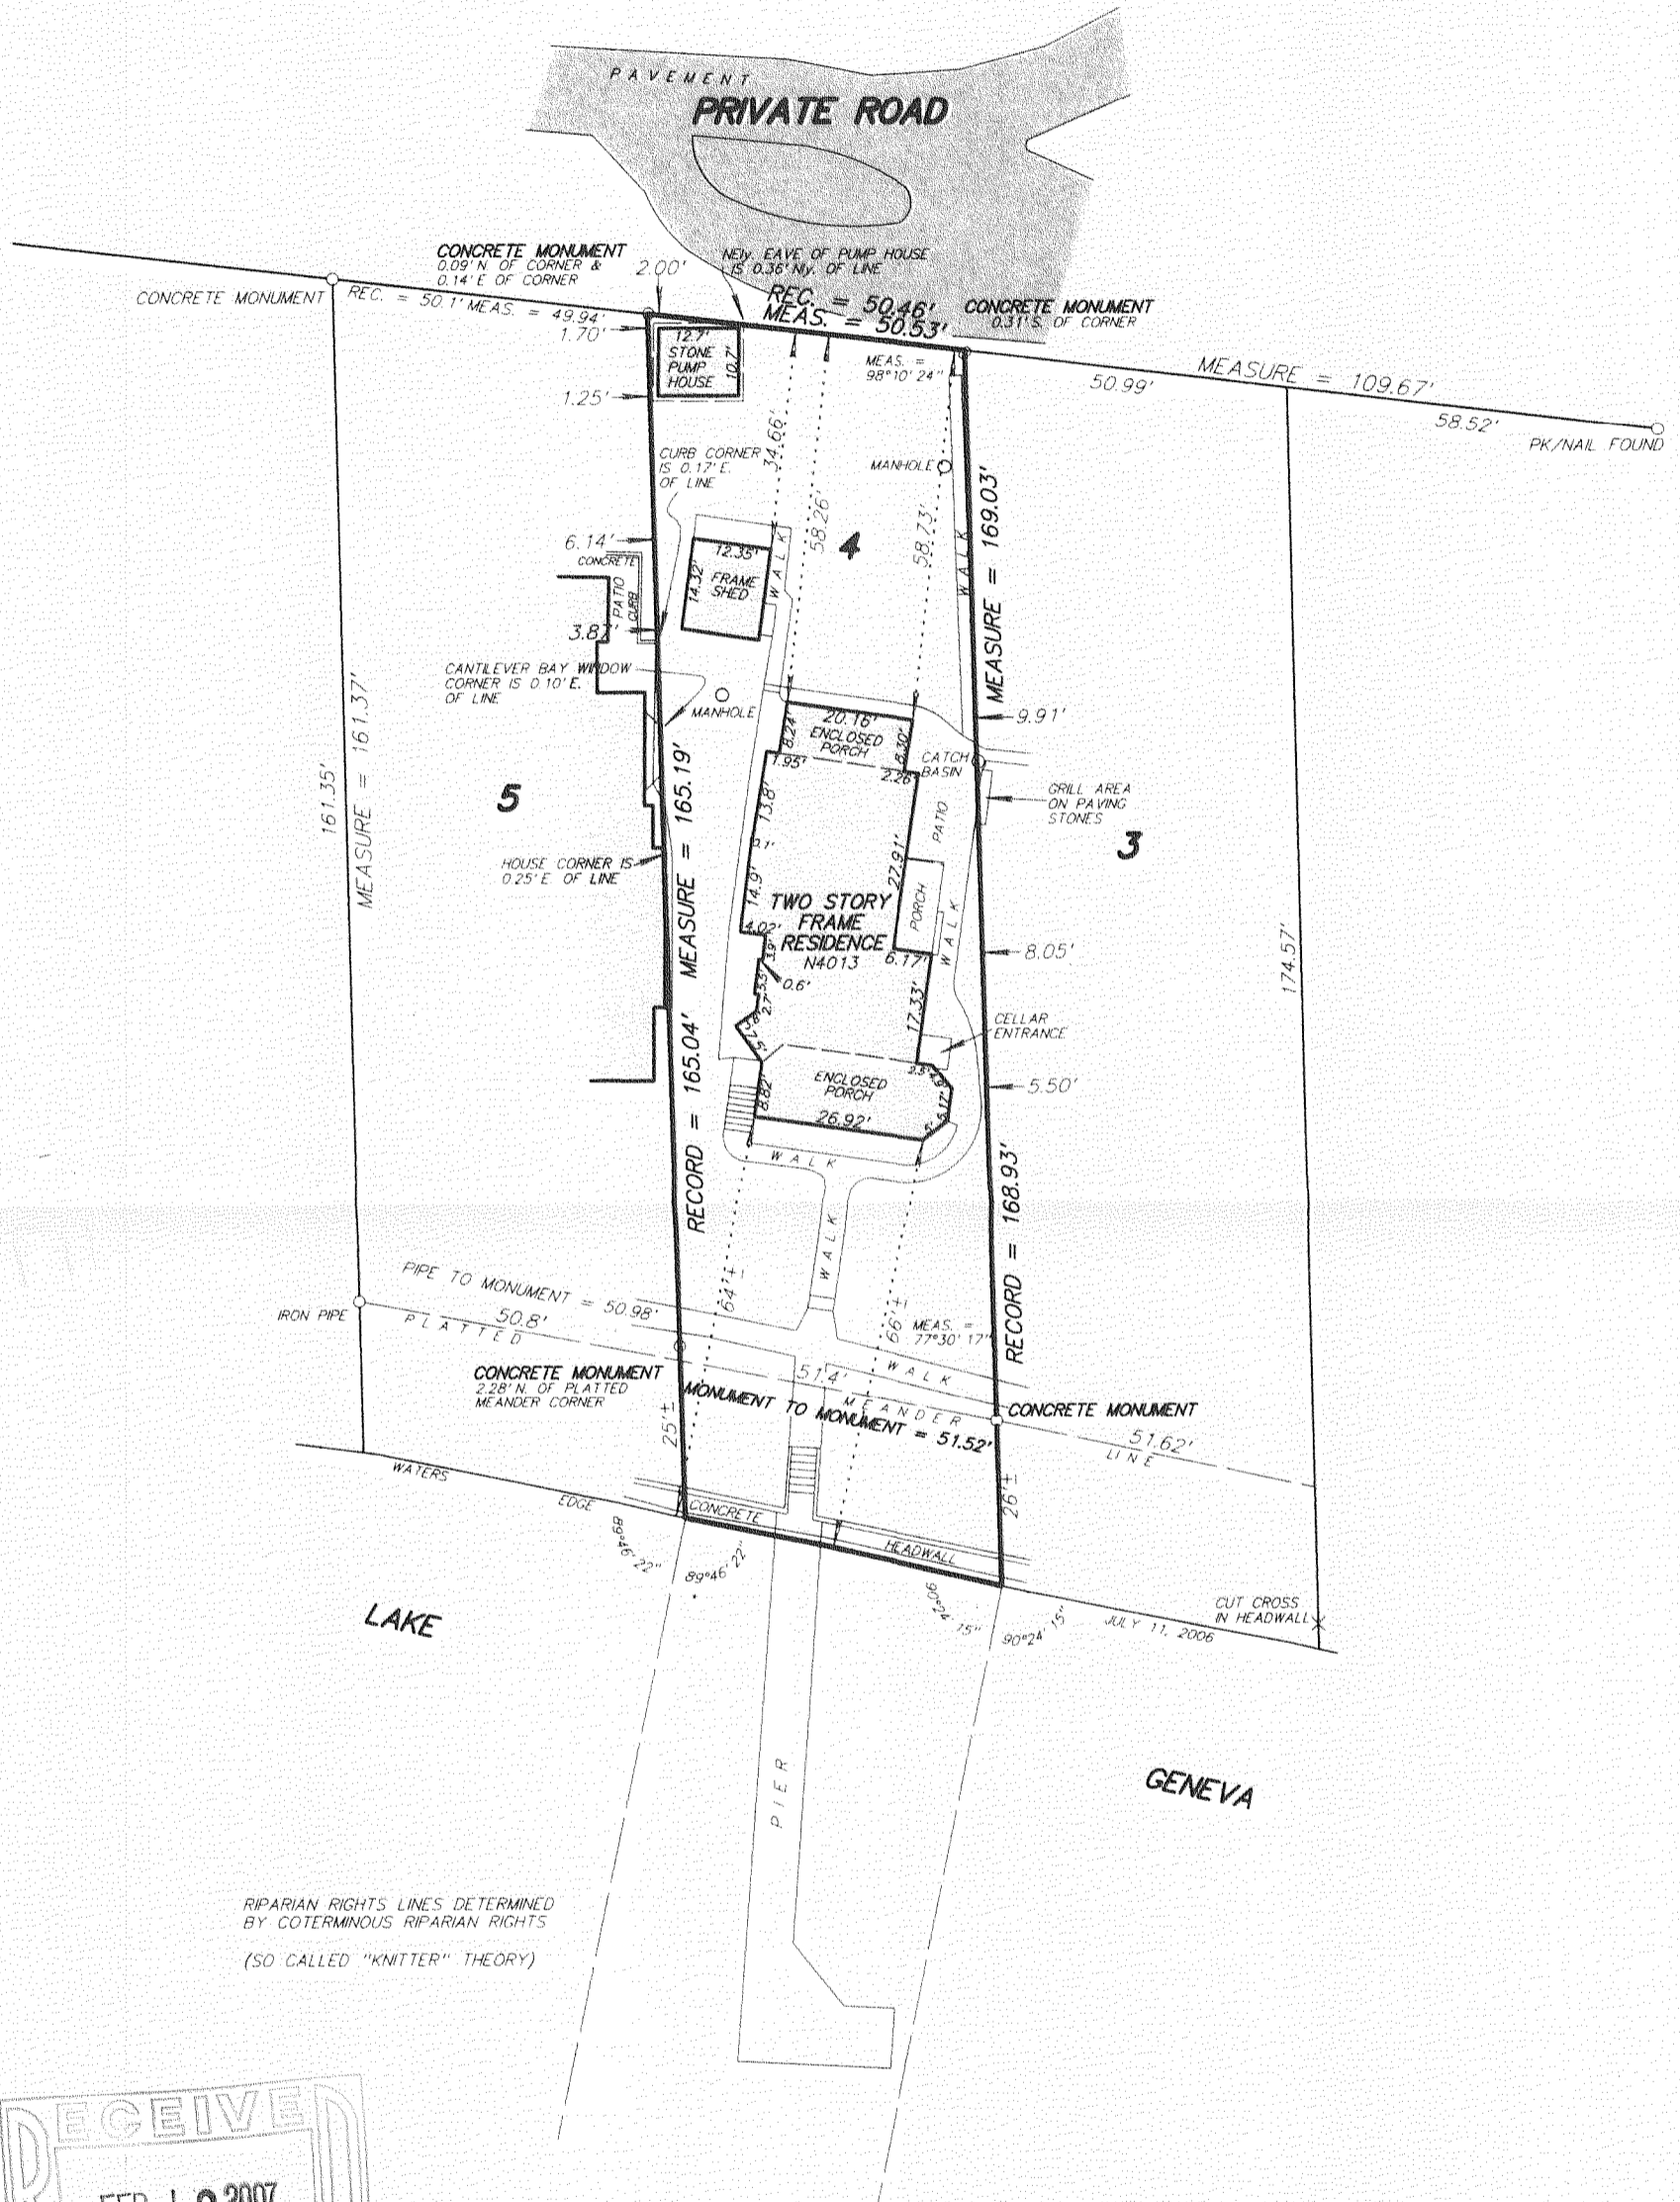 PAVEMENT
PRIVATE ROAD
CONCRETE MONUMENT
0.09' N. OF CORNER &
0.14' E. OF CORNER
2.00'
NEly. EAVE OF PUMP HOUSE
IS 0.36' Nly. OF LINE
CONCRETE MONUMENT
REC. = 50.1' MEAS. = 49.94'
REC. = 50.46'
MEAS. = 50.53'
CONCRETE MONUMENT
0.31' S. OF CORNER
1.70'
12.7'
STONE
PUMP
HOUSE
10.7'
MEAS. =
98°10'24"
50.99'
MEASURE = 109.67'
58.52'
PK/NAIL FOUND
1.25'
34.66'
58.26'
58.73'
CURB CORNER
IS 0.17' E.
OF LINE
MANHOLE
MEASURE = 169.03'
WALK
6.14'
CONCRETE
PATIO
CURB
12.35'
14.32'
FRAME
SHED
WALK
4
3.87'
CANTILEVER BAY WINDOW
CORNER IS 0.10' E.
OF LINE
MANHOLE
161.35'
MEASURE = 161.37'
9.91'
20.16'
ENCLOSED
PORCH
8.24'
8.30'
1.95'
2.26'
CATCH
BASIN
GRILL AREA
ON PAVING
STONES
5
3
13.8'
PATIO
27.91'
HOUSE CORNER IS
0.25' E. OF LINE
14.9'
TWO STORY
FRAME
RESIDENCE
N4013
PORCH
WALK
4.02'
3.9'
0.6'
3.3'
2.7'
6.17'
8.05'
174.57'
RECORD = 165.04' MEASURE = 165.19'
17.33'
CELLAR
ENTRANCE
ENCLOSED
PORCH
8.82'
26.92'
2.5'
5.17'
5.50'
WALK
WALK
RECORD = 168.93'
64'±
66'±
PIPE TO MONUMENT = 50.98'
IRON PIPE
50.8'
PLATTED
MEAS. =
77°30'17"
CONCRETE MONUMENT
2.28' N. OF PLATTED
MEANDER CORNER
51.4'
WALK
MEANDER
MONUMENT TO MONUMENT = 51.52'
CONCRETE MONUMENT
51.62'
LINE
25'±
26'±
WATERS
EDGE
CONCRETE
HEADWALL
89°46'22"
89°46'22"
90°24'15"
90°24'15"
JULY 11, 2006
CUT CROSS
IN HEADWALL
LAKE
GENEVA
PIER
RIPARIAN RIGHTS LINES DETERMINED
BY COTERMINOUS RIPARIAN RIGHTS
(SO CALLED "KNITTER" THEORY)
RECEIVED
2007